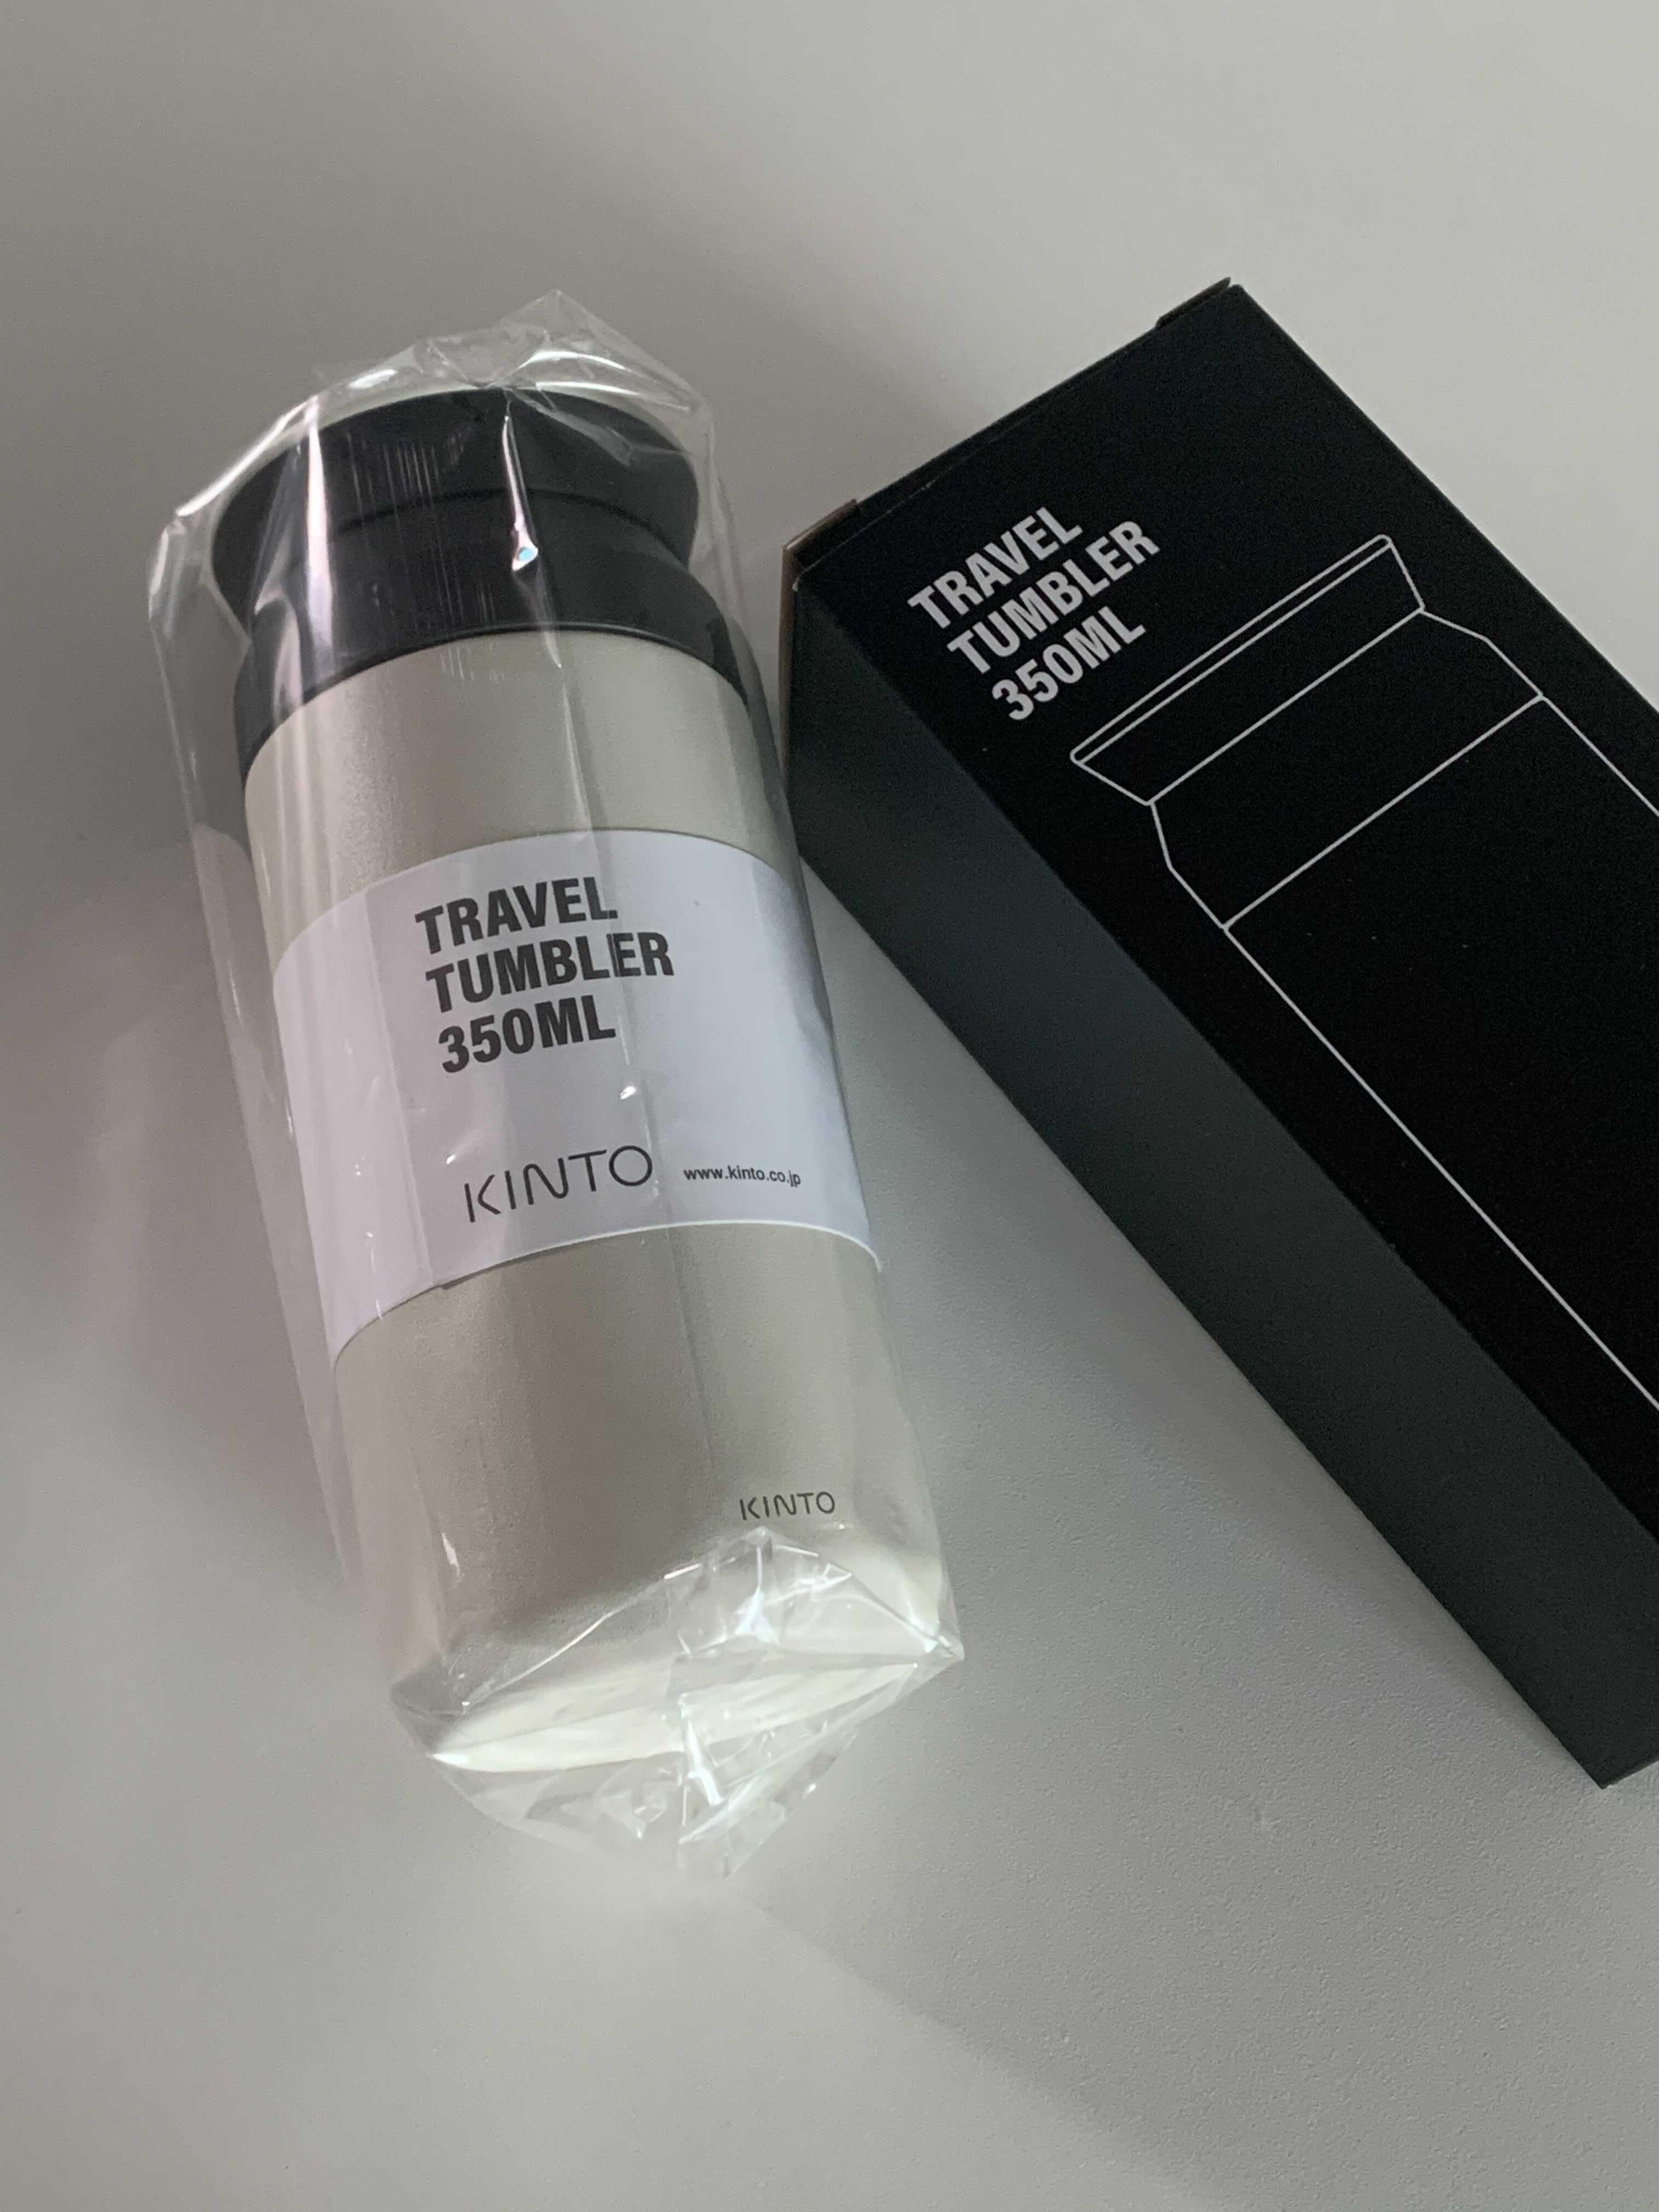 TRAVEL
TUMBLER
350ML
KINTO www.kinto.co.jp
KINTO
TRAVEL
TUMBLER
350ML